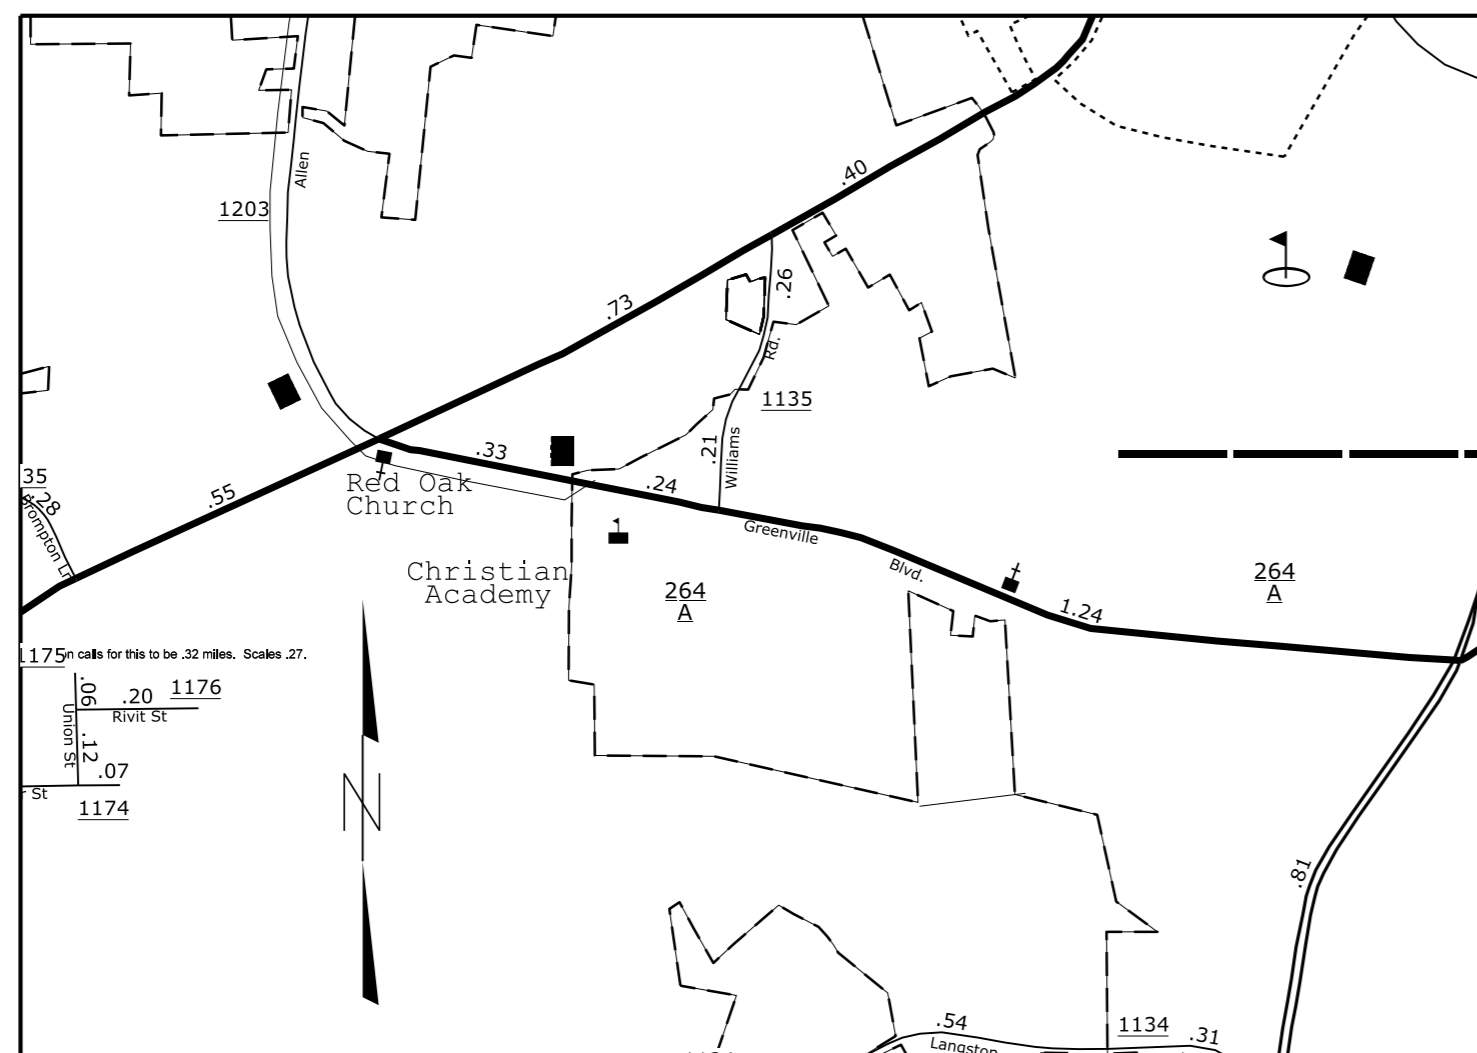 Allen
1203
.40
.73
.26
Rd.
1135
.21
Williams
.33
.24
35
.28
Brompton Ln
.55
Red Oak
Church
Greenville
Blvd.
Christian
Academy
264
A
264
A
1.24
1175
n calls for this to be .32 miles. Scales .27.
.06
.20
1176
Rivit St
Union St
.12
.07
St
1174
N
.81
.54
1134
.31
Langston